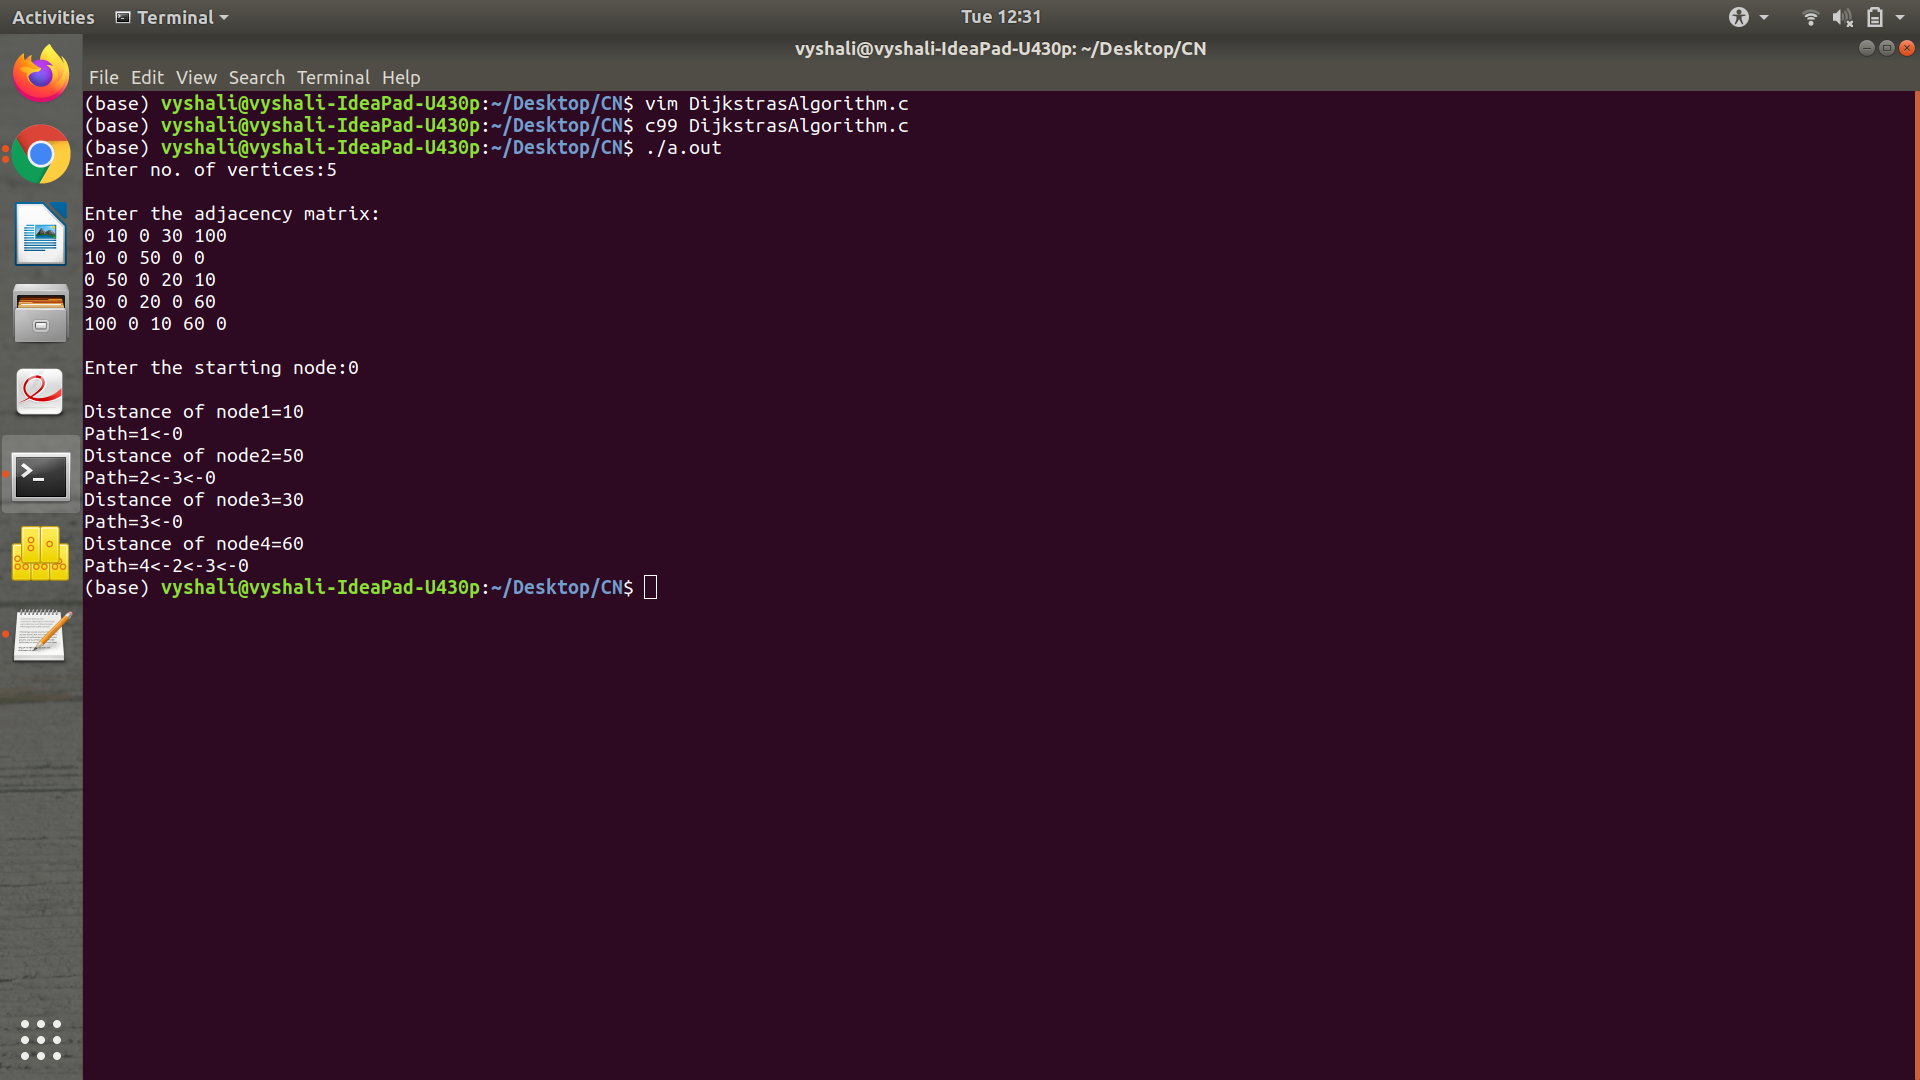 Activities Terminal Tue 12:31
vyshali@vyshali-IdeaPad-U430p: ~/Desktop/CN
File Edit View Search Terminal Help
(base) vyshali@vyshali-IdeaPad-U430p:~/Desktop/CN$ vim DijkstrasAlgorithm.c
(base) vyshali@vyshali-IdeaPad-U430p:~/Desktop/CN$ c99 DijkstrasAlgorithm.c
(base) vyshali@vyshali-IdeaPad-U430p:~/Desktop/CN$ ./a.out
Enter no. of vertices:5
Enter the adjacency matrix:
0 10 0 30 100
10 0 50 0 0
0 50 0 20 10
30 0 20 0 60
100 0 10 60 0
Enter the starting node:0
Distance of node1=10
Path=1<-0
Distance of node2=50
Path=2<-3<-0
Distance of node3=30
Path=3<-0
Distance of node4=60
Path=4<-2<-3<-0
(base) vyshali@vyshali-IdeaPad-U430p:~/Desktop/CN$